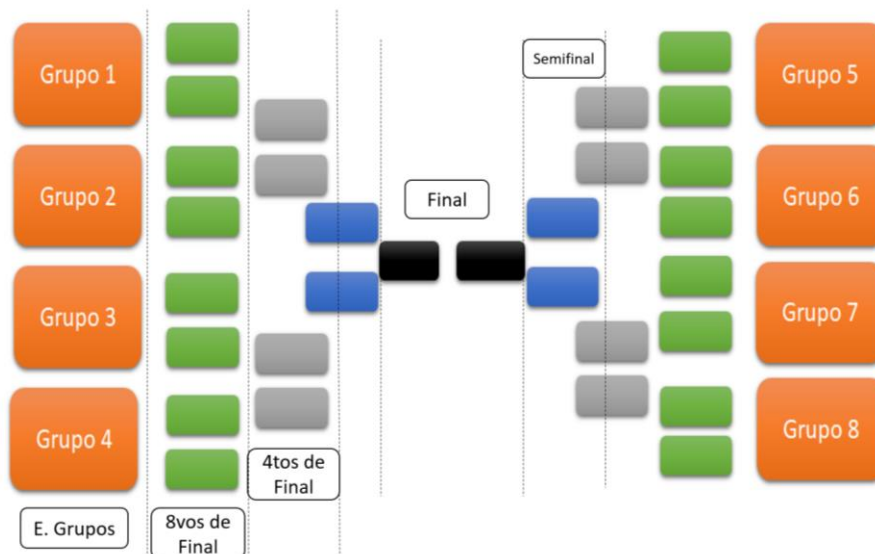 Grupo 1
Grupo 2
Grupo 3
Grupo 4
E. Grupos
8vos de
Final
4tos de
Final
Final
Semifinal
Grupo 5
Grupo 6
Grupo 7
Grupo 8